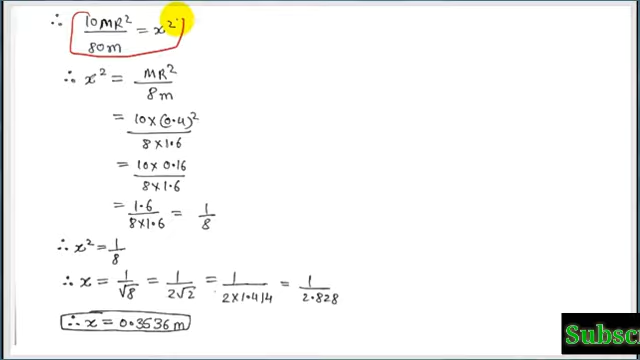 ∴ 10MR²/80m = x²
∴ x² = MR²/8m
= 10×(0.4)²/8×1.6
= 10×0.16/8×1.6
= 1.6/8×1.6 = 1/8
∴ x² = 1/8
∴ x = 1/√8 = 1/2√2 = 1/2×1.414 = 1/2.828
∴ x = 0.3536 m
Subsc